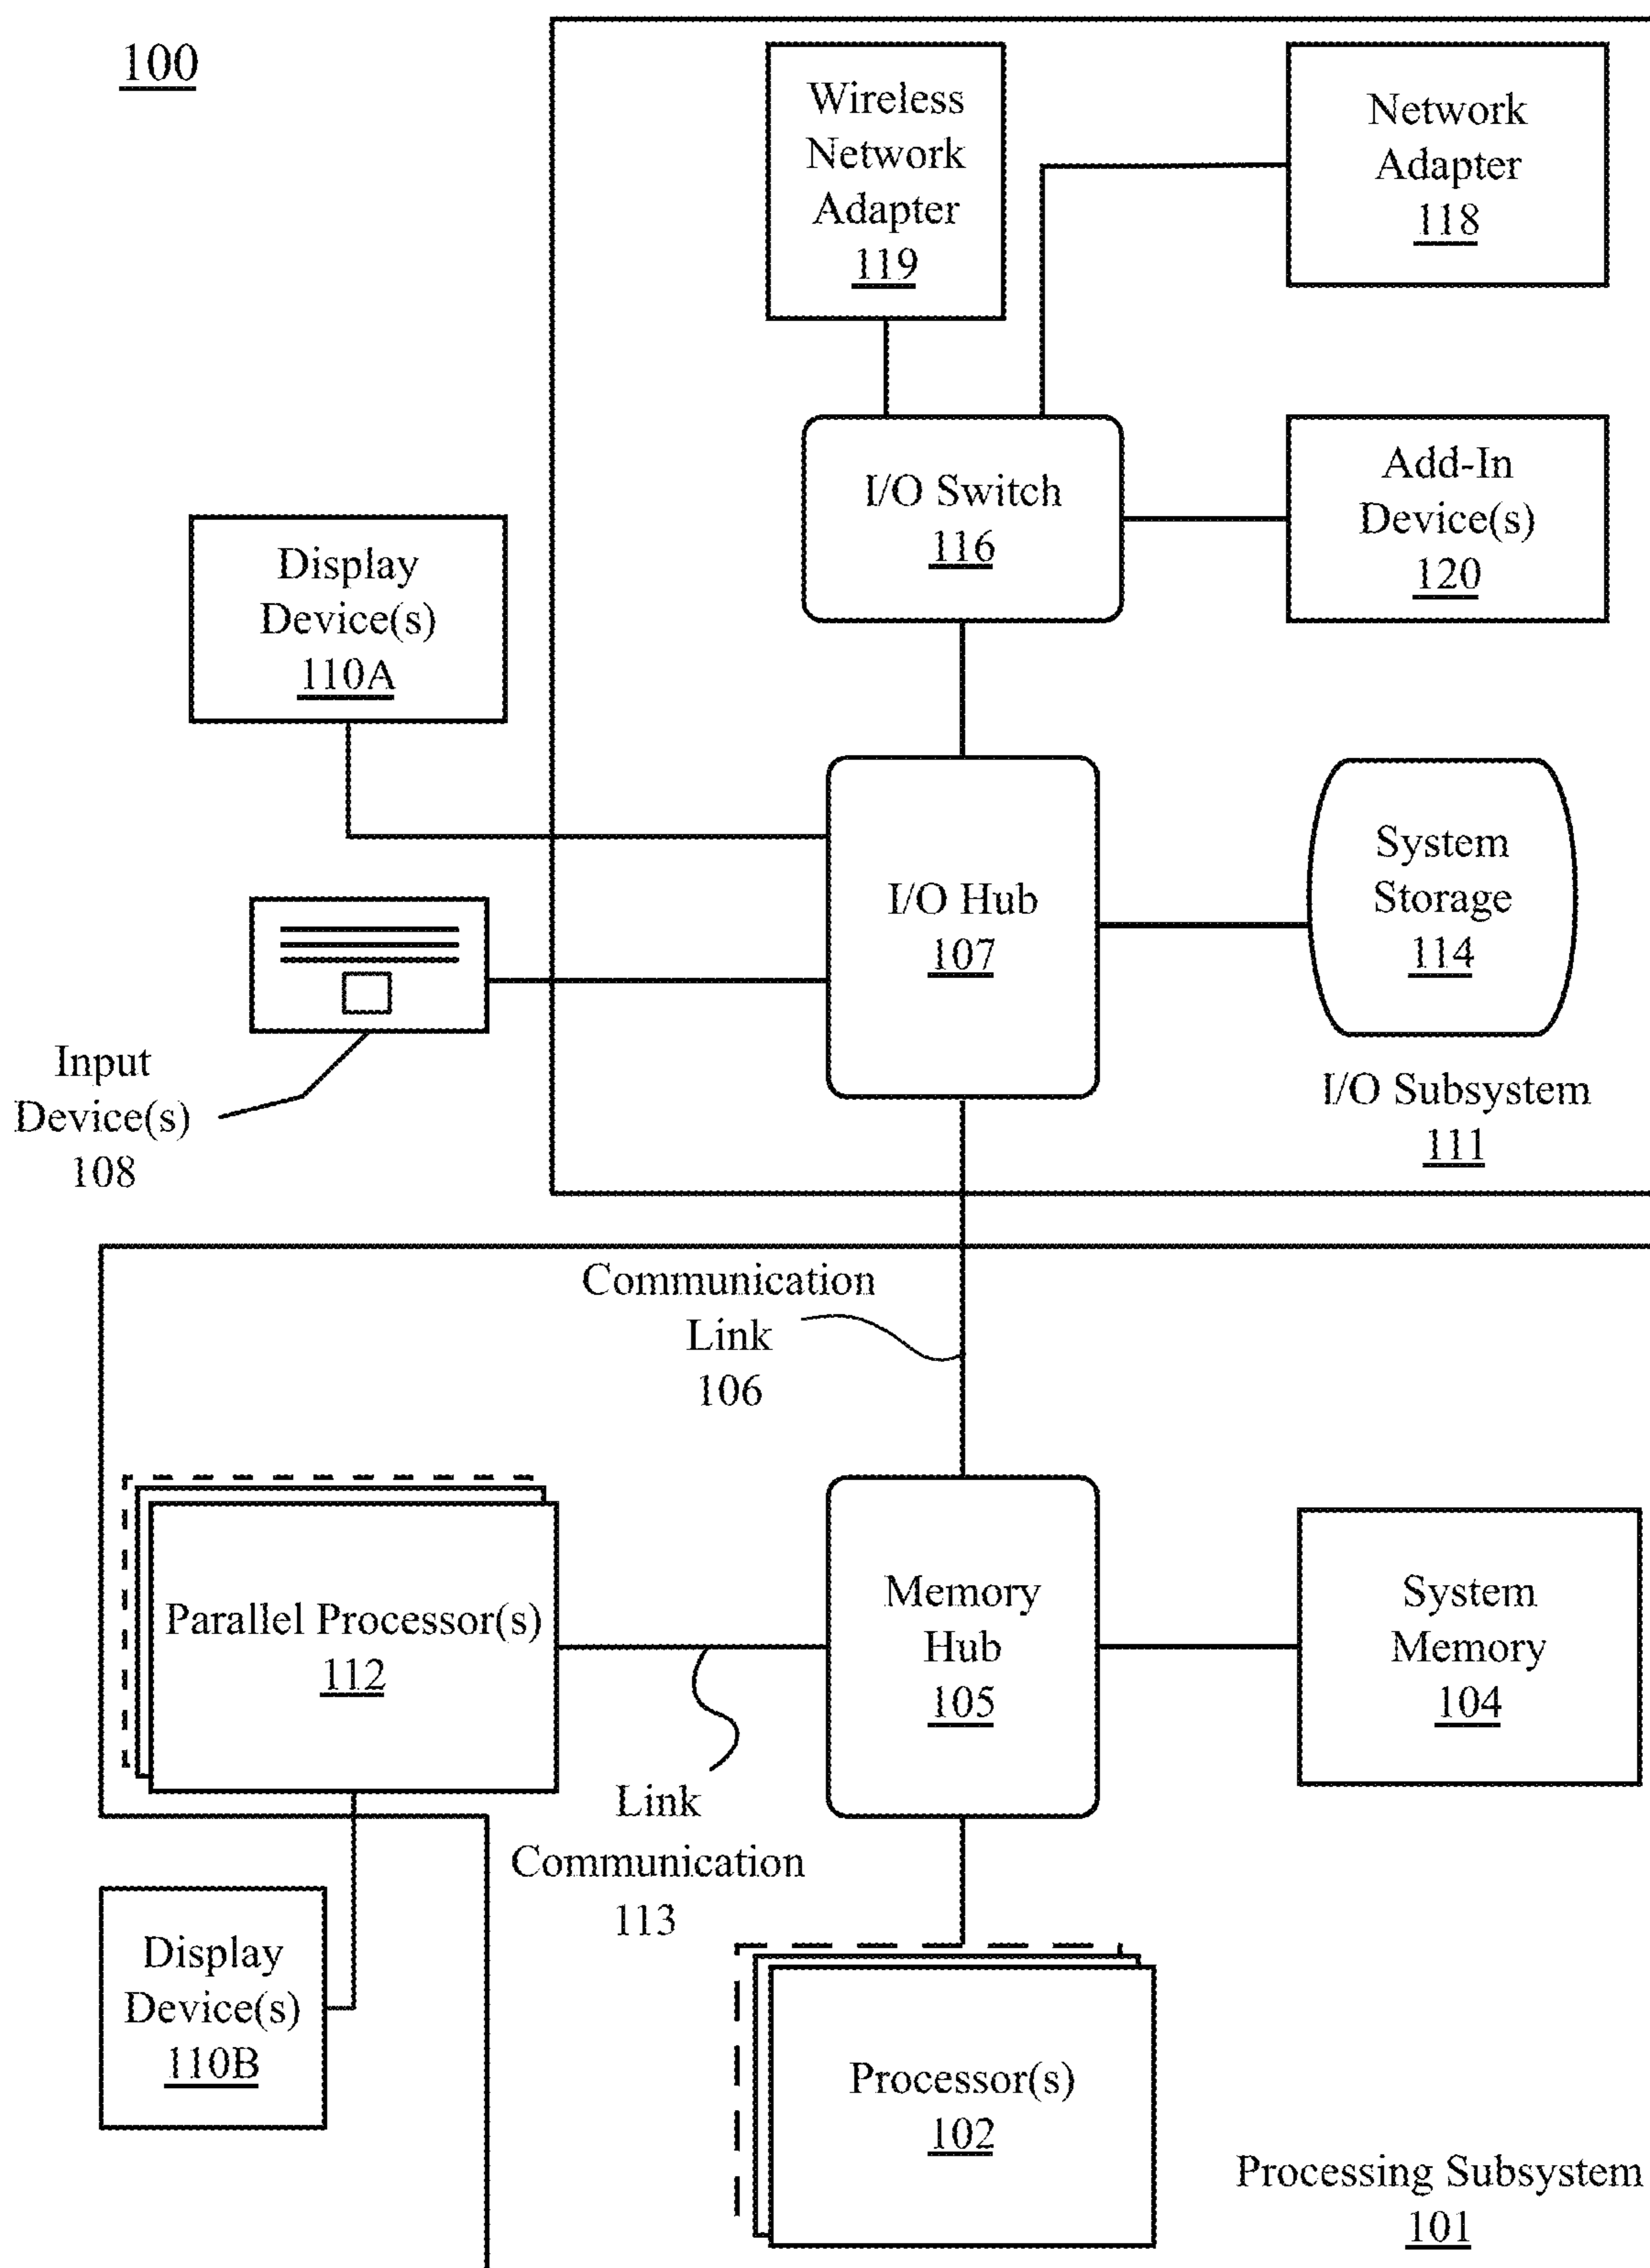 100
Wireless
Network
Adapter
119
Network
Adapter
118
I/O Switch
116
Add-In
Device(s)
120
Display
Device(s)
110A
I/O Hub
107
System
Storage
114
Input
Device(s)
108
I/O Subsystem
111
Communication
Link
106
Parallel Processor(s)
112
Memory
Hub
105
System
Memory
104
Link
Communication
113
Display
Device(s)
110B
Processor(s)
102
Processing Subsystem
101